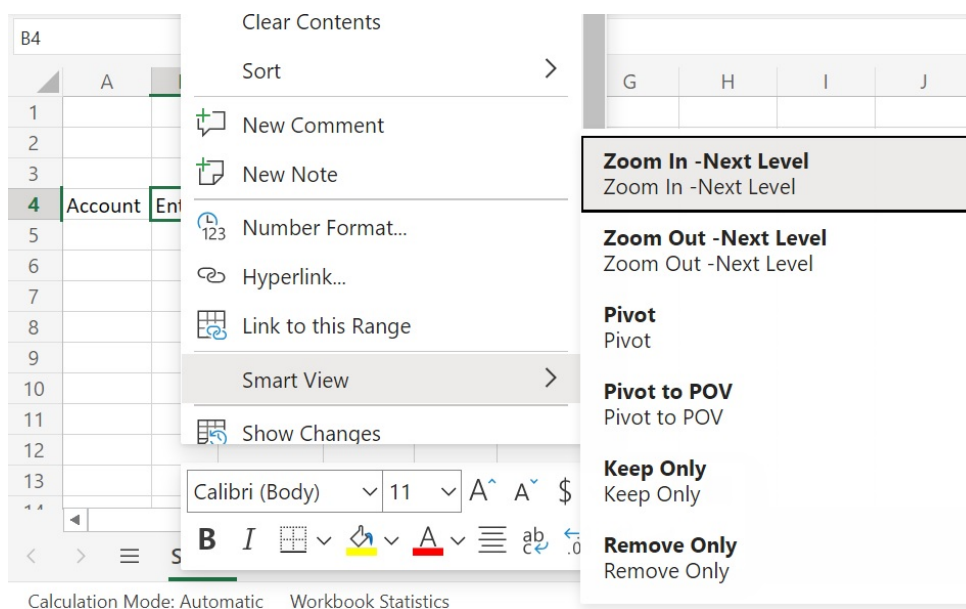 B4
Clear Contents
Sort
A
G H I J
1
New Comment
2
3
New Note
Zoom In -Next Level
Zoom In -Next Level
4 Account
5
Number Format...
Zoom Out -Next Level
Zoom Out -Next Level
6
Hyperlink...
7
8
Link to this Range
Pivot
Pivot
9
10
Smart View
Pivot to POV
Pivot to POV
11
12
Show Changes
13
Keep Only
Keep Only
Calibri (Body) 11 A A $
B I A ab
Remove Only
Remove Only
Calculation Mode: Automatic Workbook Statistics